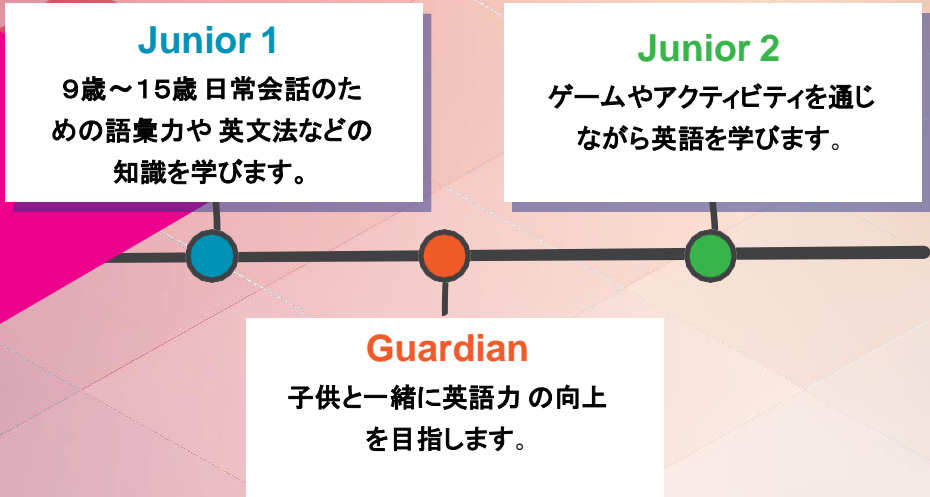 Junior 1
９歳～１５歳 日常会話のた
めの語彙力や 英文法などの
知識を学びます。
Junior 2
ゲームやアクティビティを通じ
ながら英語を学びます。
Guardian
子供と一緒に英語力 の向上
を目指します。